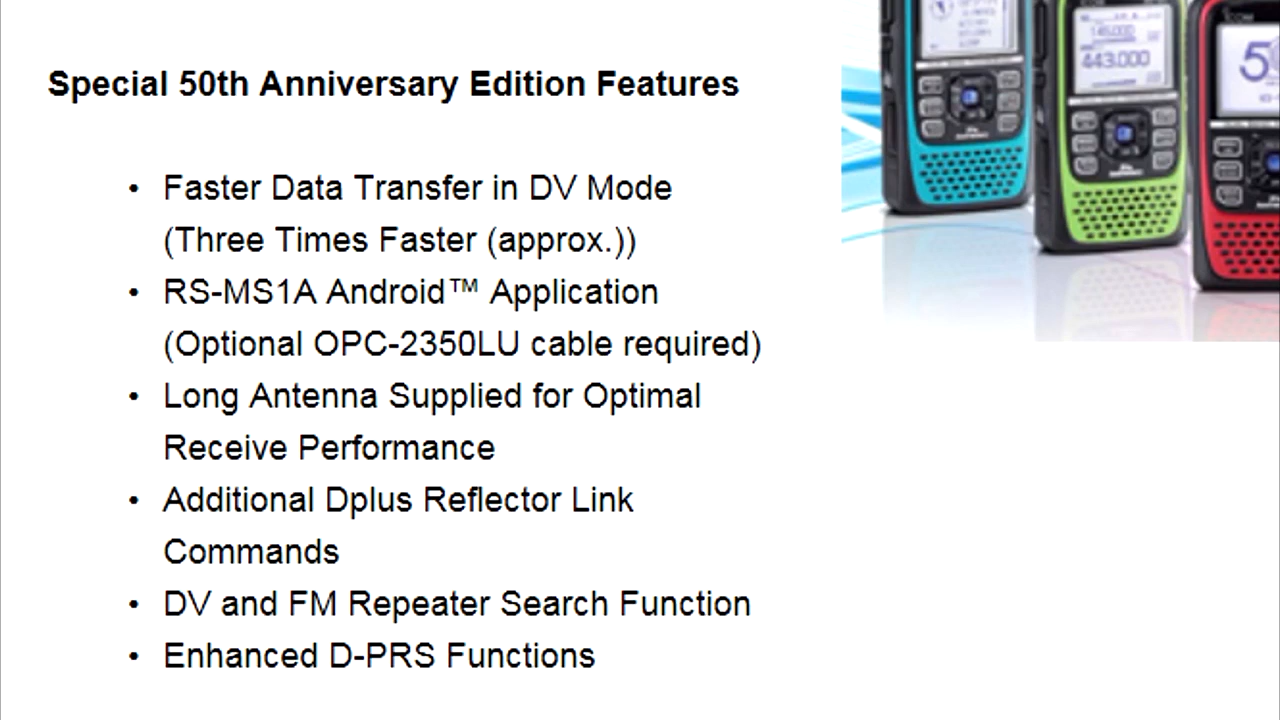 Special 50th Anniversary Edition Features
• Faster Data Transfer in DV Mode
(Three Times Faster (approx.))
• RS-MS1A Android™ Application
(Optional OPC-2350LU cable required)
• Long Antenna Supplied for Optimal
Receive Performance
• Additional Dplus Reflector Link
Commands
• DV and FM Repeater Search Function
• Enhanced D-PRS Functions
145.000
443.000